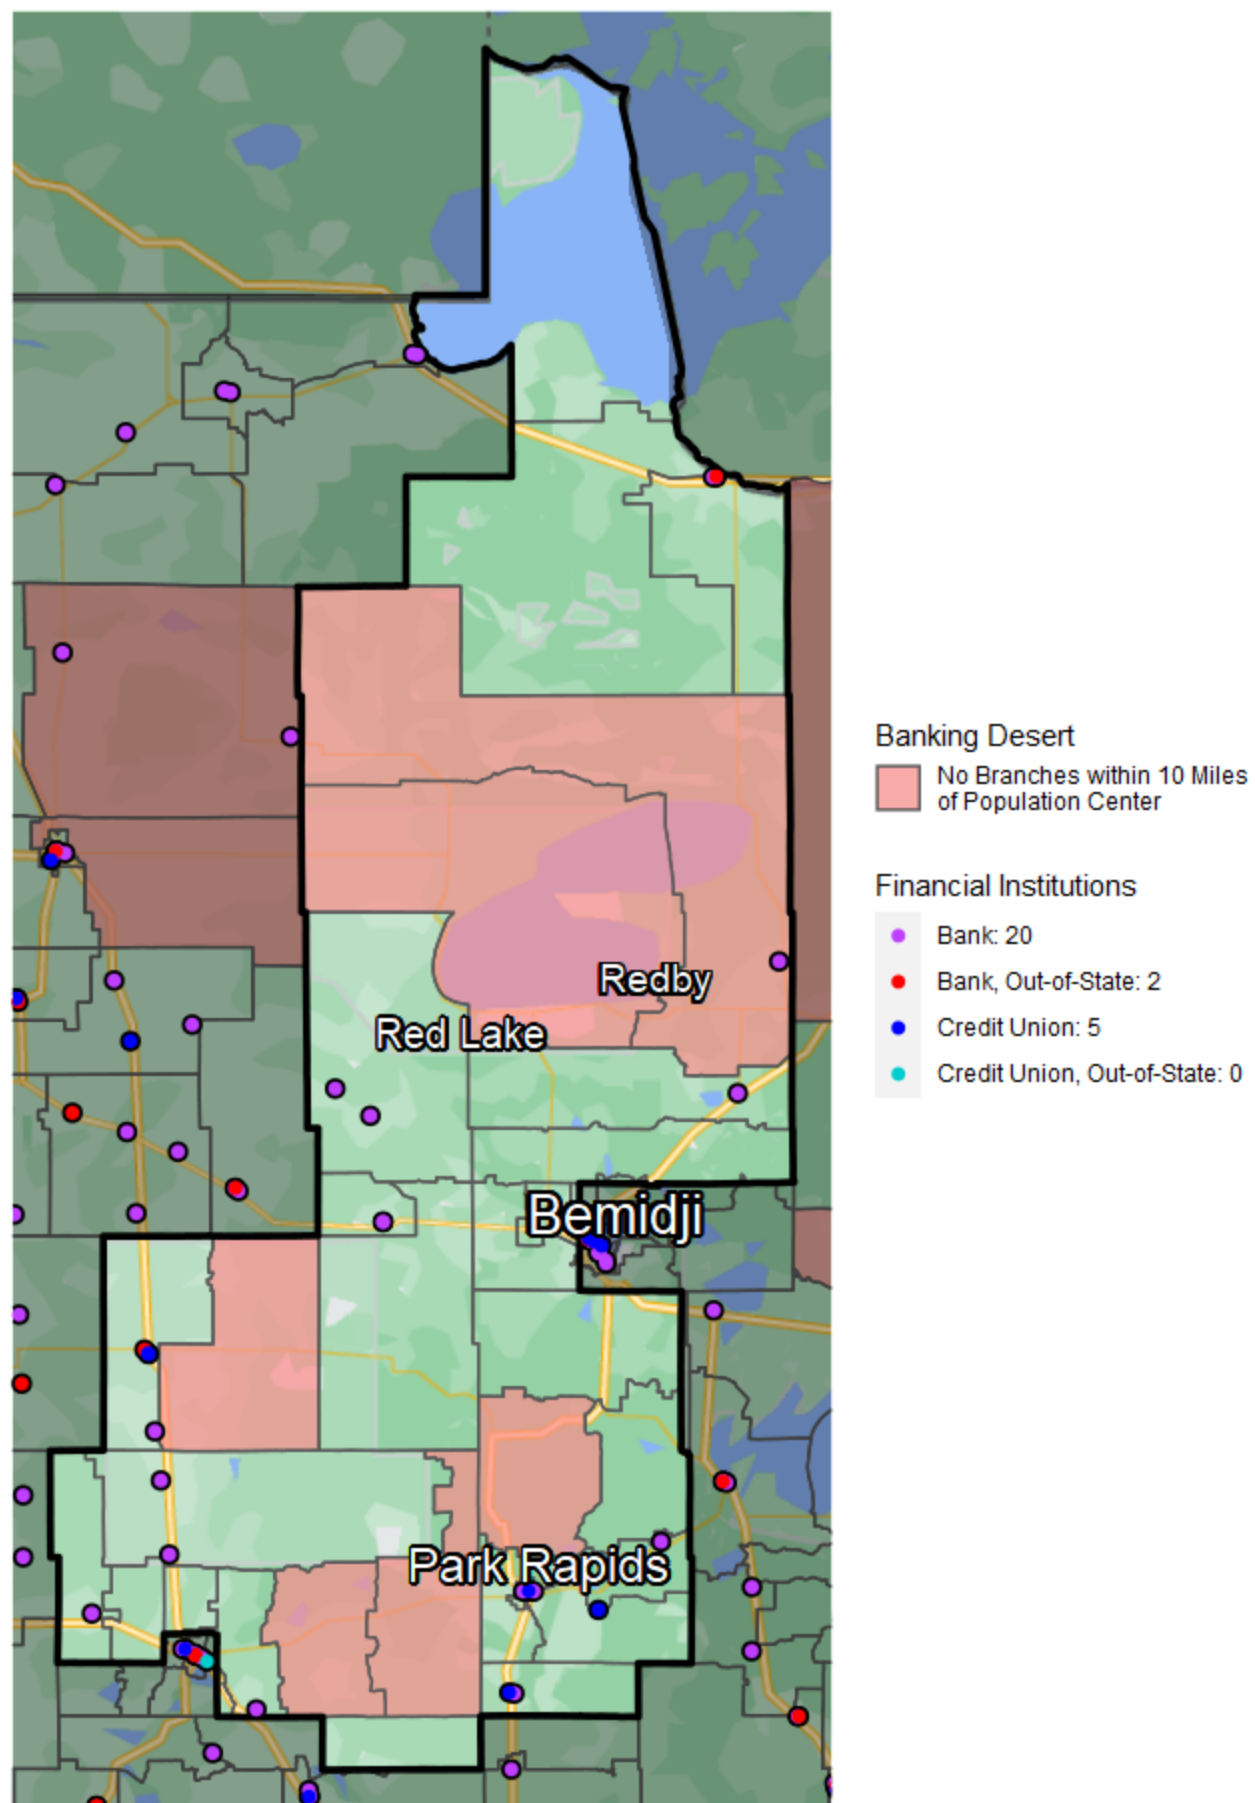 Banking Desert
No Branches within 10 Miles
of Population Center
Financial Institutions
Bank: 20
Bank, Out-of-State: 2
Credit Union: 5
Credit Union, Out-of-State: 0
Redby
Red Lake
Bemidji
Park Rapids